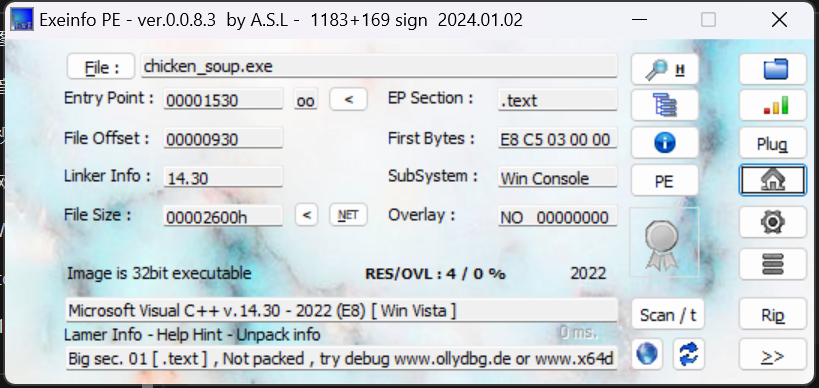 Exeinfo PE - ver.0.0.8.3 by A.S.L - 1183+169 sign 2024.01.02
File : chicken_soup.exe H
Entry Point : 00001530 oo < EP Section : .text
File Offset : 00000930 First Bytes : E8 C5 03 00 00 Plug
Linker Info : 14.30 SubSystem : Win Console PE
File Size : 00002600h < NET Overlay : NO 00000000
Image is 32bit executable RES/OVL : 4 / 0 % 2022
Microsoft Visual C++ v.14.30 - 2022 (E8) [ Win Vista ] Scan / t Rip
Lamer Info - Help Hint - Unpack info 0 ms.
Big sec. 01 [ .text ] , Not packed , try debug www.ollydbg.de or www.x64d >>